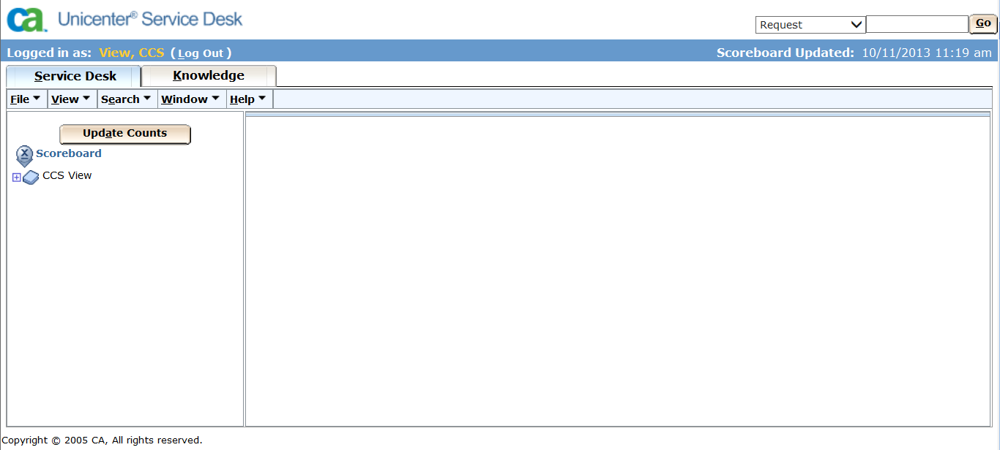 ca Unicenter® Service Desk
Request Go
Logged in as: View, CCS ( Log Out ) Scoreboard Updated: 10/11/2013 11:19 am
Service Desk Knowledge
File View Search Window Help
Update Counts
Scoreboard
CCS View
Copyright © 2005 CA, All rights reserved.